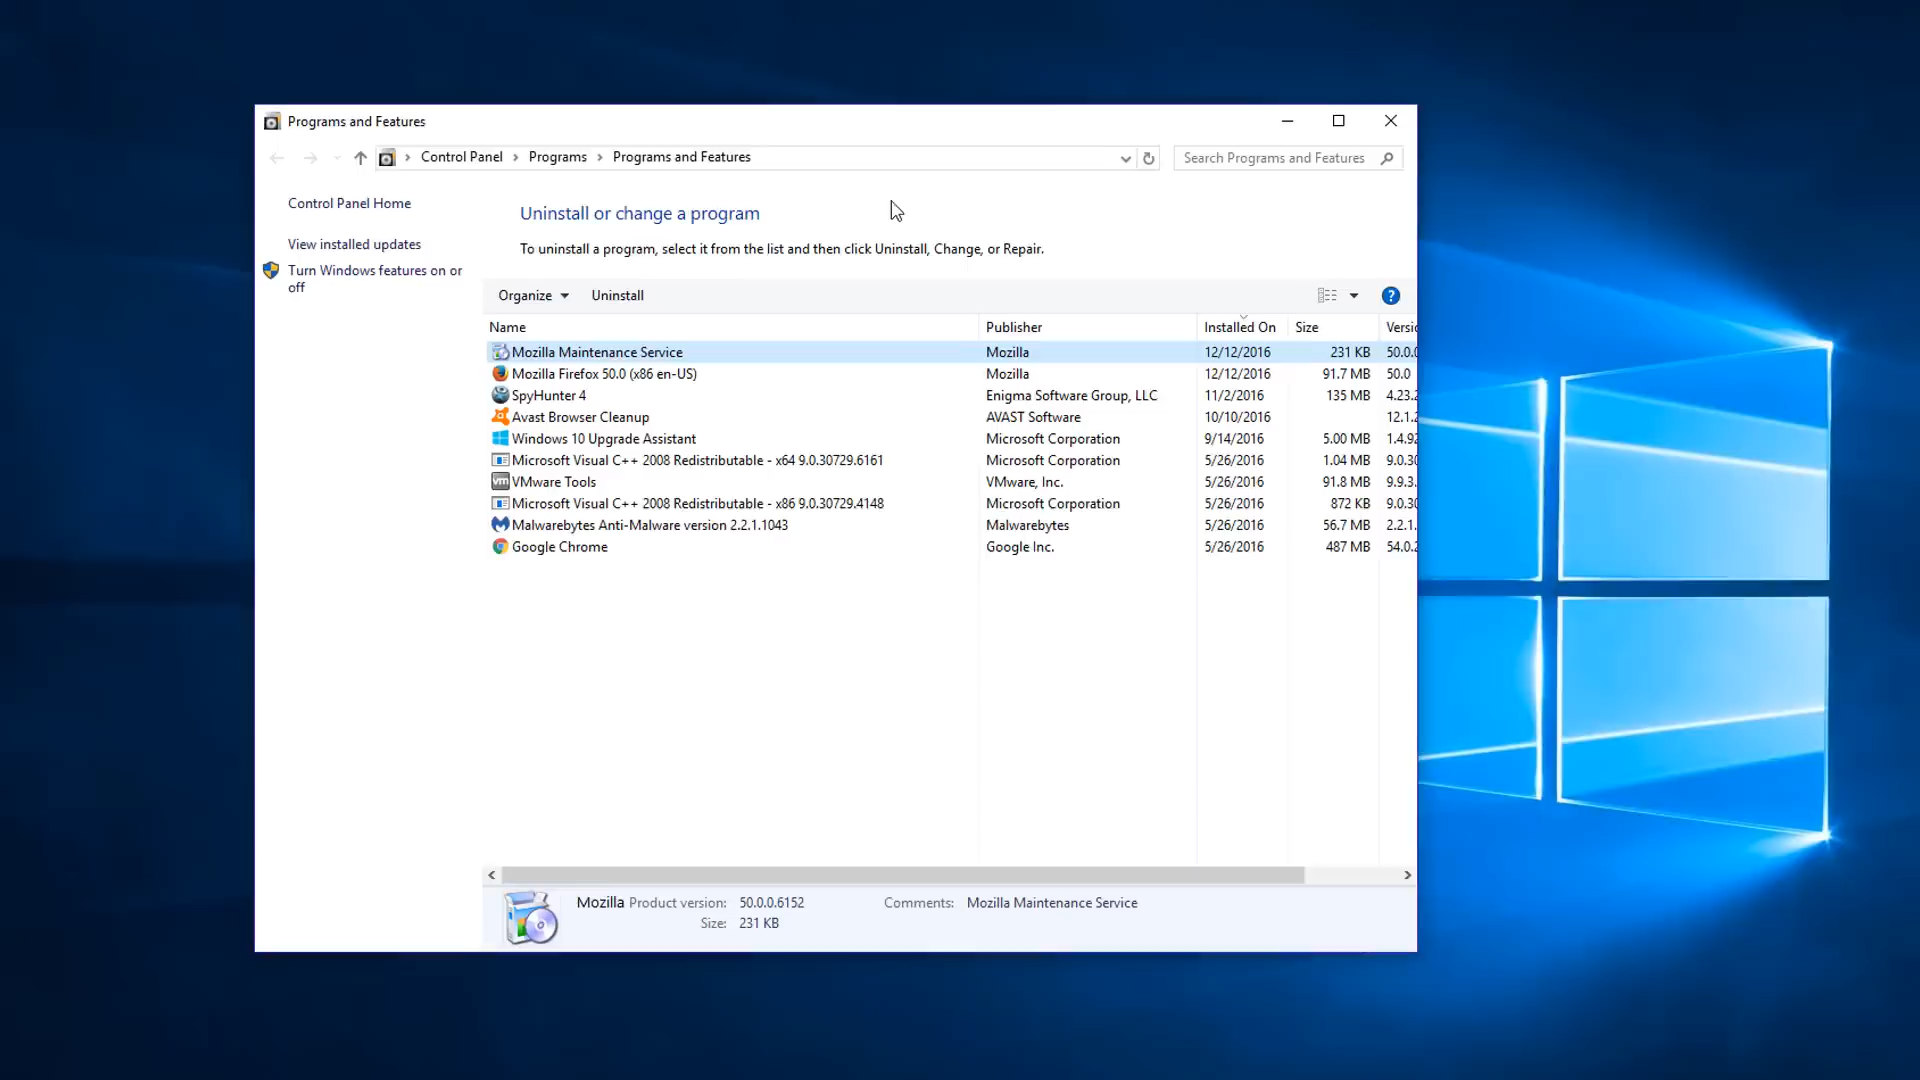 Programs and Features
Control Panel > Programs > Programs and Features
Search Programs and Features
Control Panel Home
View installed updates
Turn Windows features on or
off
Uninstall or change a program
To uninstall a program, select it from the list and then click Uninstall, Change, or Repair.
Organize Uninstall ?
Name Publisher Installed On Size Versio
Mozilla Maintenance Service Mozilla 12/12/2016 231 KB 50.0.0
Mozilla Firefox 50.0 (x86 en-US) Mozilla 12/12/2016 91.7 MB 50.0
SpyHunter 4 Enigma Software Group, LLC 11/2/2016 135 MB 4.23.2
Avast Browser Cleanup AVAST Software 10/10/2016 12.1.2
Windows 10 Upgrade Assistant Microsoft Corporation 9/14/2016 5.00 MB 1.4.92
Microsoft Visual C++ 2008 Redistributable - x64 9.0.30729.6161 Microsoft Corporation 5/26/2016 1.04 MB 9.0.30
vm VMware Tools VMware, Inc. 5/26/2016 91.8 MB 9.9.3.
Microsoft Visual C++ 2008 Redistributable - x86 9.0.30729.4148 Microsoft Corporation 5/26/2016 872 KB 9.0.30
Malwarebytes Anti-Malware version 2.2.1.1043 Malwarebytes 5/26/2016 56.7 MB 2.2.1.
Google Chrome Google Inc. 5/26/2016 487 MB 54.0.2
Mozilla Product version: 50.0.0.6152 Comments: Mozilla Maintenance Service
Size: 231 KB